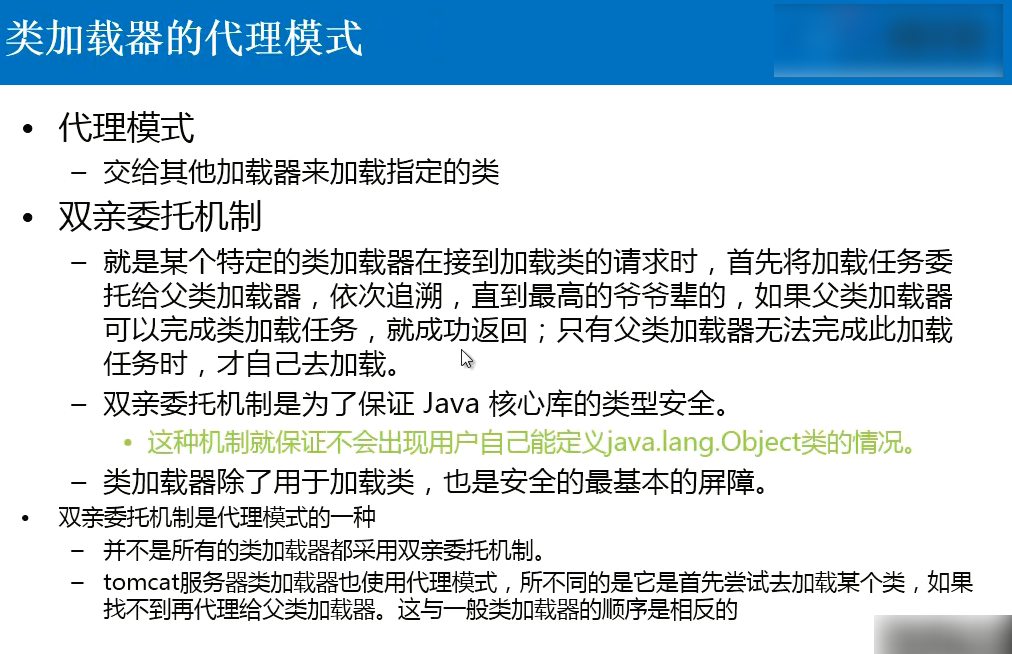 类加载器的代理模式
• 代理模式
– 交给其他加载器来加载指定的类
• 双亲委托机制
– 就是某个特定的类加载器在接到加载类的请求时，首先将加载任务委
托给父类加载器，依次追溯，直到最高的爷爷辈的，如果父类加载器
可以完成类加载任务，就成功返回；只有父类加载器无法完成此加载
任务时，才自己去加载。
– 双亲委托机制是为了保证 Java 核心库的类型安全。
• 这种机制就保证不会出现用户自己能定义java.lang.Object类的情况。
– 类加载器除了用于加载类，也是安全的最基本的屏障。
• 双亲委托机制是代理模式的一种
– 并不是所有的类加载器都采用双亲委托机制。
– tomcat服务器类加载器也使用代理模式，所不同的是它是首先尝试去加载某个类，如果
找不到再代理给父类加载器。这与一般类加载器的顺序是相反的